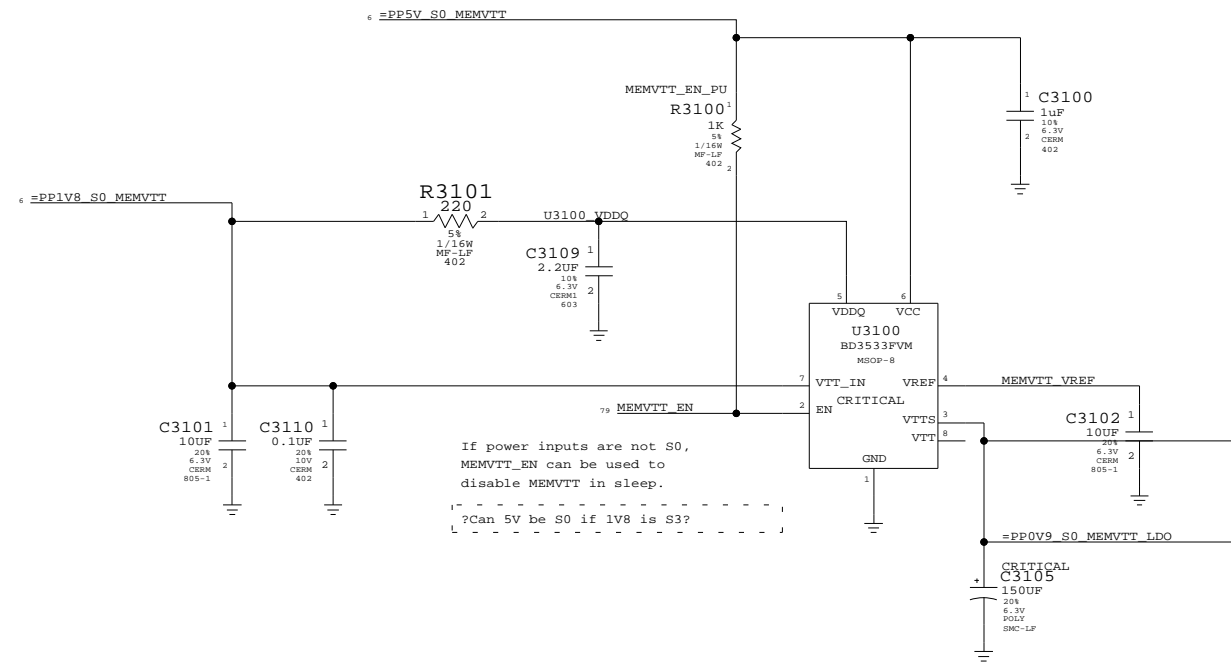 6 =PP5V_S0_MEMVTT
MEMVTT_EN_PU
R3100 1
1K
5%
1/16W
MF-LF
402
2
1 C3100
1uF
10%
6.3V
2 CERM
402
6 =PP1V8_S0_MEMVTT
R3101
1 220 2
5%
1/16W
MF-LF
402
U3100_VDDQ
C3109 1
2.2UF
10%
6.3V
CERM1
603
2
5 6
VDDQ VCC
U3100
BD3533FVM
MSOP-8
7 VTT_IN VREF 4
CRITICAL
2 EN VTTS 3
VTT 8
GND
1
MEMVTT_VREF
79 MEMVTT_EN
C3101 1
10UF
20%
6.3V
CERM
805-1
2
C3110 1
0.1UF
20%
10V
CERM
402
2
C3102 1
10UF
20%
6.3V
CERM
805-1
2
If power inputs are not S0,
MEMVTT_EN can be used to
disable MEMVTT in sleep.
?Can 5V be S0 if 1V8 is S3?
=PP0V9_S0_MEMVTT_LDO
CRITICAL
+ C3105
150UF
20%
6.3V
POLY
SMC-LF